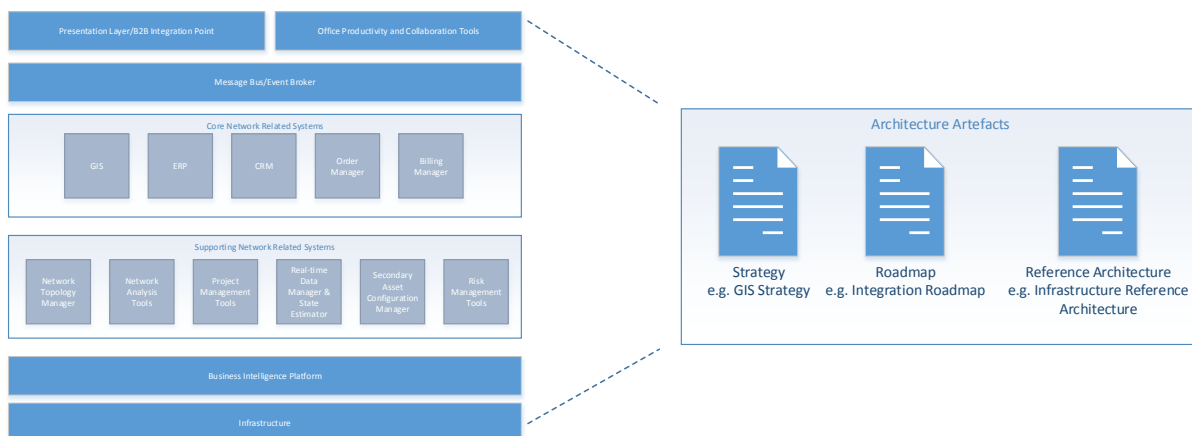 Presentation Layer/B2B Integration Point
Office Productivity and Collaboration Tools
Message Bus/Event Broker
Core Network Related Systems
GIS
ERP
CRM
Order
Manager
Billing
Manager
Supporting Network Related Systems
Network
Topology
Manager
Network
Analysis
Tools
Project
Management
Tools
Real-time
Data
Manager &
State
Estimator
Secondary
Asset
Configuration
Manager
Risk
Management
Tools
Business Intelligence Platform
Infrastructure
Architecture Artefacts
Strategy
e.g. GIS Strategy
Roadmap
e.g. Integration Roadmap
Reference Architecture
e.g. Infrastructure Reference
Architecture